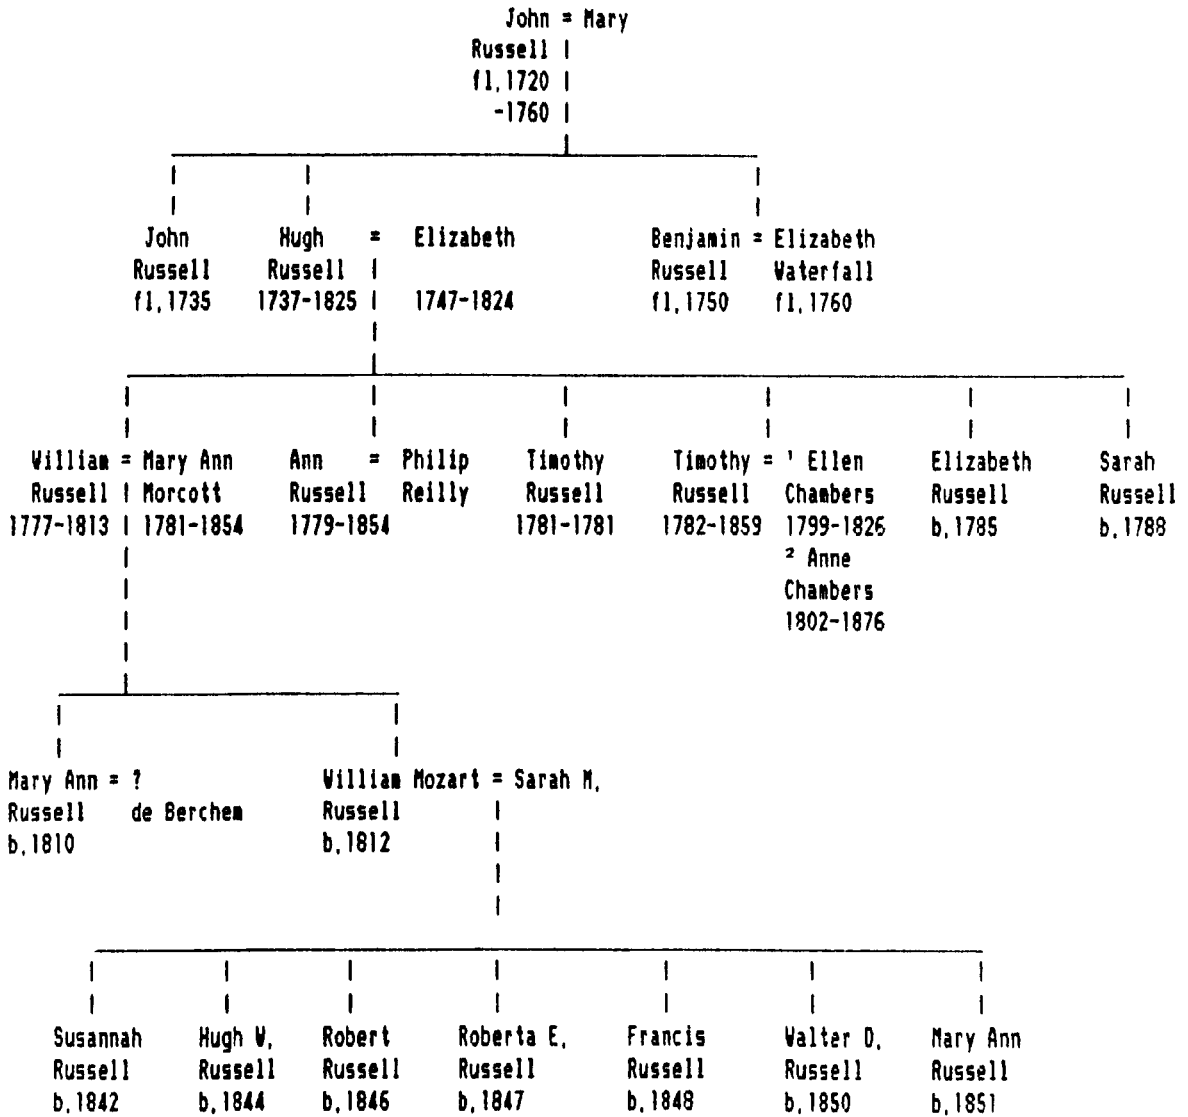 John = Mary
Russell
fl.1720
-1760
John Hugh = Elizabeth Benjamin = Elizabeth
Russell Russell Russell Waterfall
fl.1735 1737-1825 1747-1824 fl.1750 fl.1760
William = Mary Ann Ann = Philip Timothy Timothy = ¹ Ellen Elizabeth Sarah
Russell Morcott Russell Reilly Russell Russell Chambers Russell Russell
1777-1813 1781-1854 1779-1854 1781-1781 1782-1859 1799-1826 b.1785 b.1788
² Anne
Chambers
1802-1876
Mary Ann = ? William Mozart = Sarah M.
Russell de Berchem Russell
b.1810 b.1812
Susannah Hugh W. Robert Roberta E. Francis Walter D. Mary Ann
Russell Russell Russell Russell Russell Russell Russell
b.1842 b.1844 b.1846 b.1847 b.1848 b.1850 b.1851